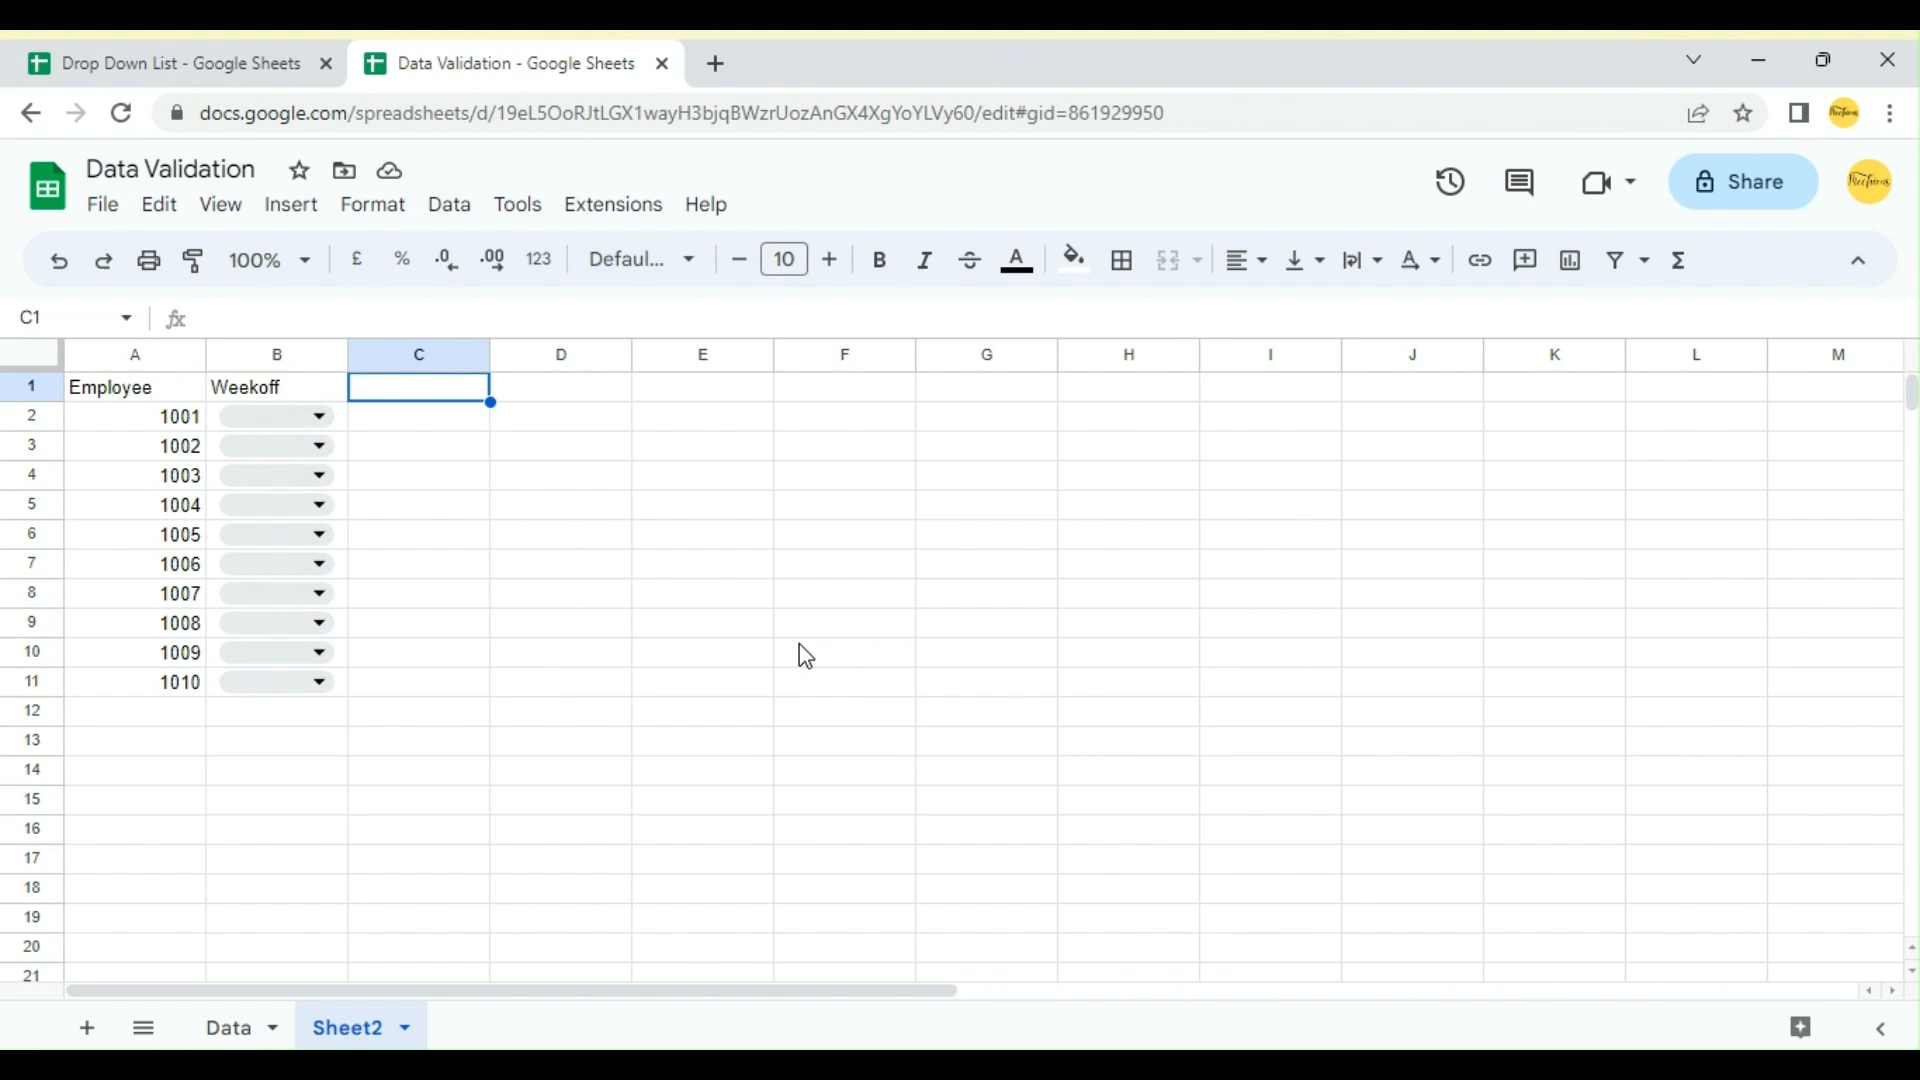 Drop Down List - Google Sheets
Data Validation - Google Sheets
docs.google.com/spreadsheets/d/19eL5OoRJtLGX1wayH3bjqBWzrUozAnGX4XgYoYLVy60/edit#gid=861929950
Data Validation
File Edit View Insert Format Data Tools Extensions Help
Share
100% £ % .0 .00 123 Defaul... 10 B I A
C1 fx
A B C D E F G H I J K L M
1 Employee Weekoff
2 1001
3 1002
4 1003
5 1004
6 1005
7 1006
8 1007
9 1008
10 1009
11 1010
12
13
14
15
16
17
18
19
20
21
Data Sheet2